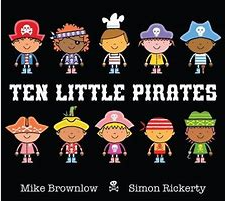 TEN LITTLE PIRATES
Mike Brownlow Simon Rickerty